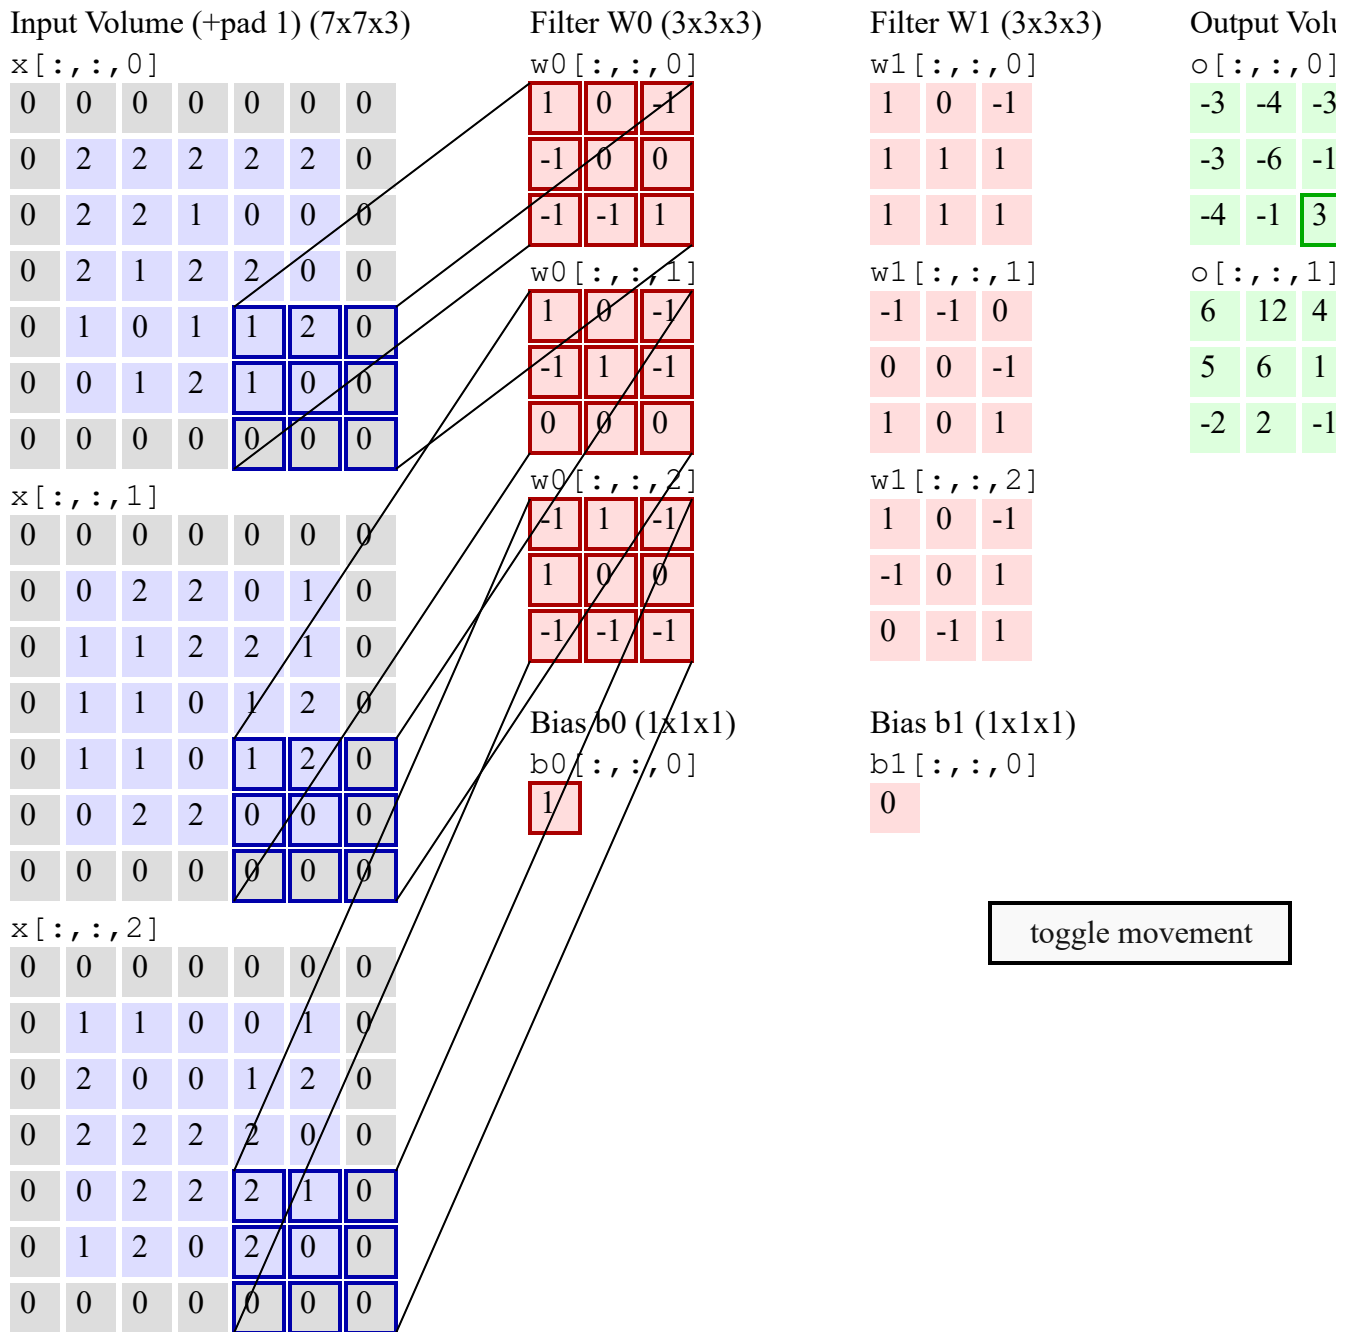 Input Volume (+pad 1) (7x7x3)
x[:,:,0]
0 0 0 0 0 0 0
0 2 2 2 2 2 0
0 2 2 1 0 0 0
0 2 1 2 2 0 0
0 1 0 1 1 2 0
0 0 1 2 1 0 0
0 0 0 0 0 0 0
x[:,:,1]
0 0 0 0 0 0 0
0 0 2 2 0 1 0
0 1 1 2 2 1 0
0 1 1 0 1 2 0
0 1 1 0 1 2 0
0 0 2 2 0 0 0
0 0 0 0 0 0 0
x[:,:,2]
0 0 0 0 0 0 0
0 1 1 0 0 1 0
0 2 0 0 1 2 0
0 2 2 2 2 0 0
0 0 2 2 2 1 0
0 1 2 0 2 0 0
0 0 0 0 0 0 0
Filter W0 (3x3x3)
w0[:,:,0]
1 0 -1
-1 0 0
-1 -1 1
w0[:,:,1]
1 0 -1
-1 1 -1
0 0 0
w0[:,:,2]
-1 1 -1
1 0 0
-1 -1 -1
Bias b0 (1x1x1)
b0[:,:,0]
1
Filter W1 (3x3x3)
w1[:,:,0]
1 0 -1
1 1 1
1 1 1
w1[:,:,1]
-1 -1 0
0 0 -1
1 0 1
w1[:,:,2]
1 0 -1
-1 0 1
0 -1 1
Bias b1 (1x1x1)
b1[:,:,0]
0
Output
o[:,:,0]
-3 -4 -3
-3 -6 -1
-4 -1 3
o[:,:,1]
6 12 4
5 6 1
-2 2 -1
toggle movement